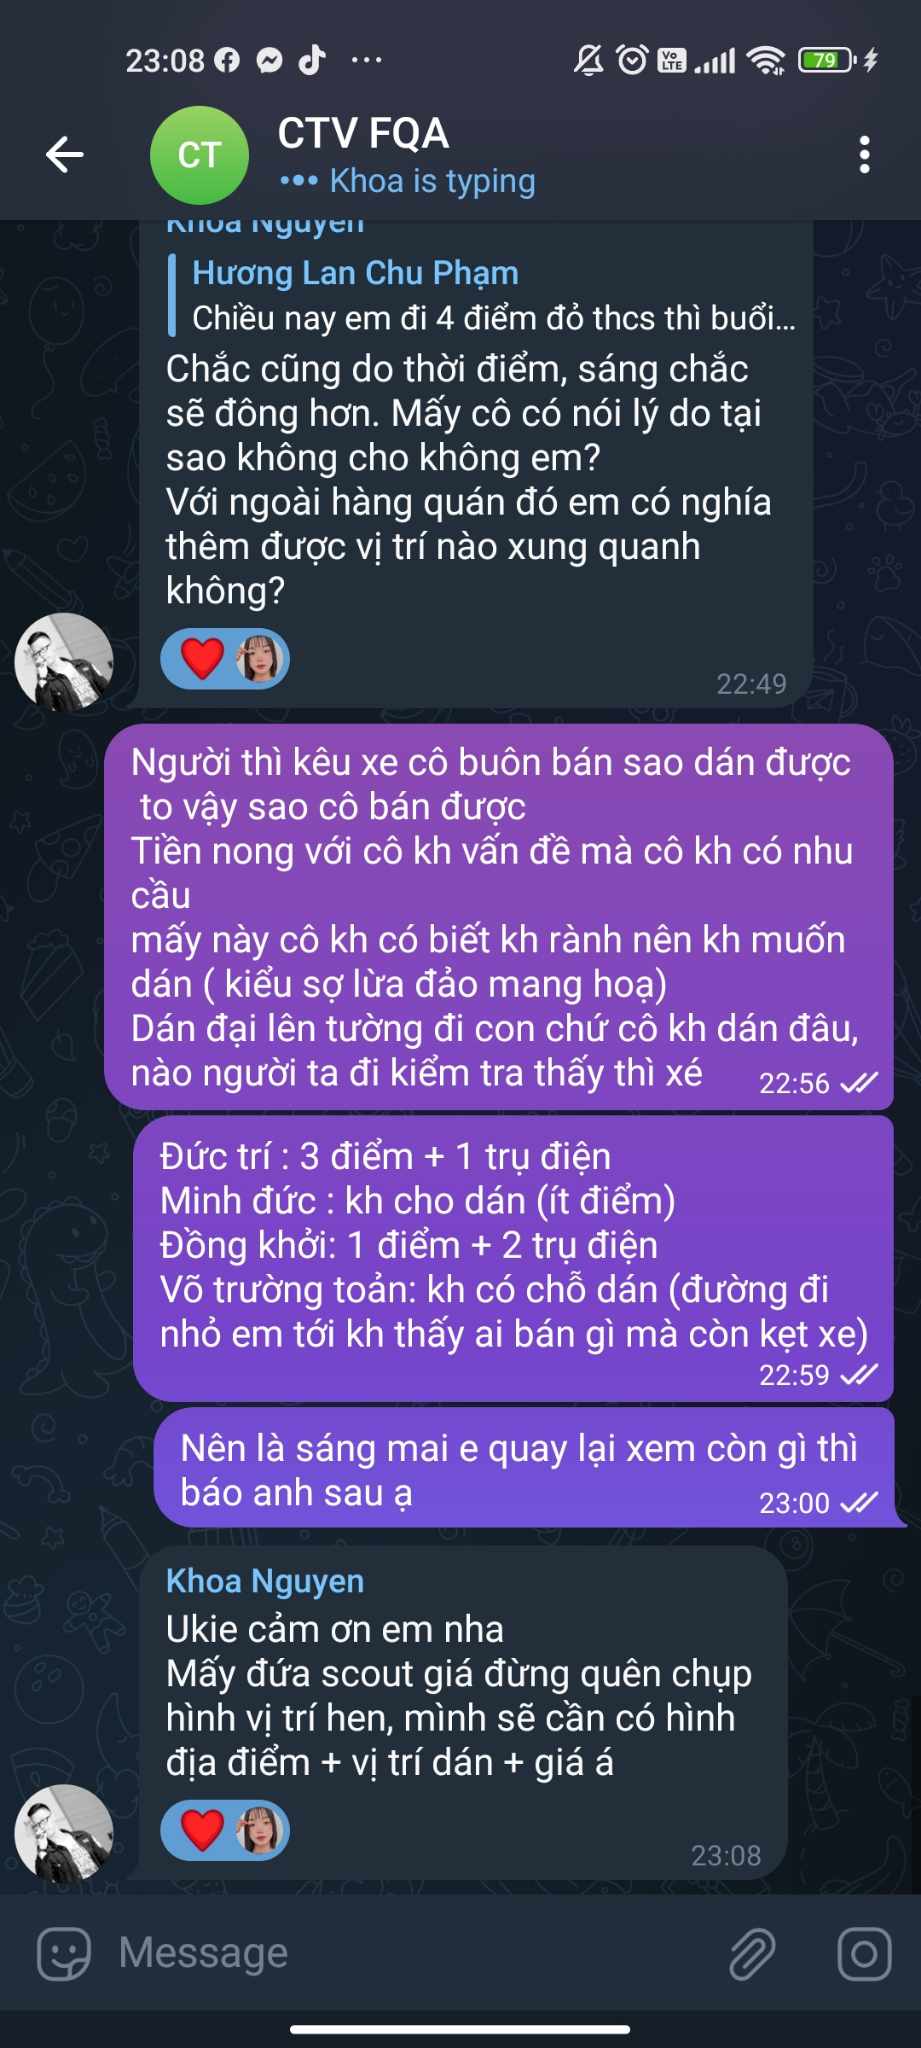 23:08
Vo LTE
79
CT
CTV FQA
Khoa is typing
Khoa Nguyen
Hương Lan Chu Phạm
Chiều nay em đi 4 điểm đỏ thcs thì buổi...
Chắc cũng do thời điểm, sáng chắc
sẽ đông hơn. Mấy cô có nói lý do tại
sao không cho không em?
Với ngoài hàng quán đó em có nghía
thêm được vị trí nào xung quanh
không?
22:49
Người thì kêu xe cô buôn bán sao dán được
to vậy sao cô bán được
Tiền nong với cô kh vấn đề mà cô kh có nhu
cầu
mấy này cô kh có biết kh rành nên kh muốn
dán ( kiểu sợ lừa đảo mang hoạ)
Dán đại lên tường đi con chứ cô kh dán đâu,
nào người ta đi kiểm tra thấy thì xé
22:56
Đức trí : 3 điểm + 1 trụ điện
Minh đức : kh cho dán (ít điểm)
Đồng khởi: 1 điểm + 2 trụ điện
Võ trường toản: kh có chỗ dán (đường đi
nhỏ em tới kh thấy ai bán gì mà còn kẹt xe)
22:59
Nên là sáng mai e quay lại xem còn gì thì
báo anh sau ạ
23:00
Khoa Nguyen
Ukie cảm ơn em nha
Mấy đứa scout giá đừng quên chụp
hình vị trí hen, mình sẽ cần có hình
địa điểm + vị trí dán + giá á
23:08
Message